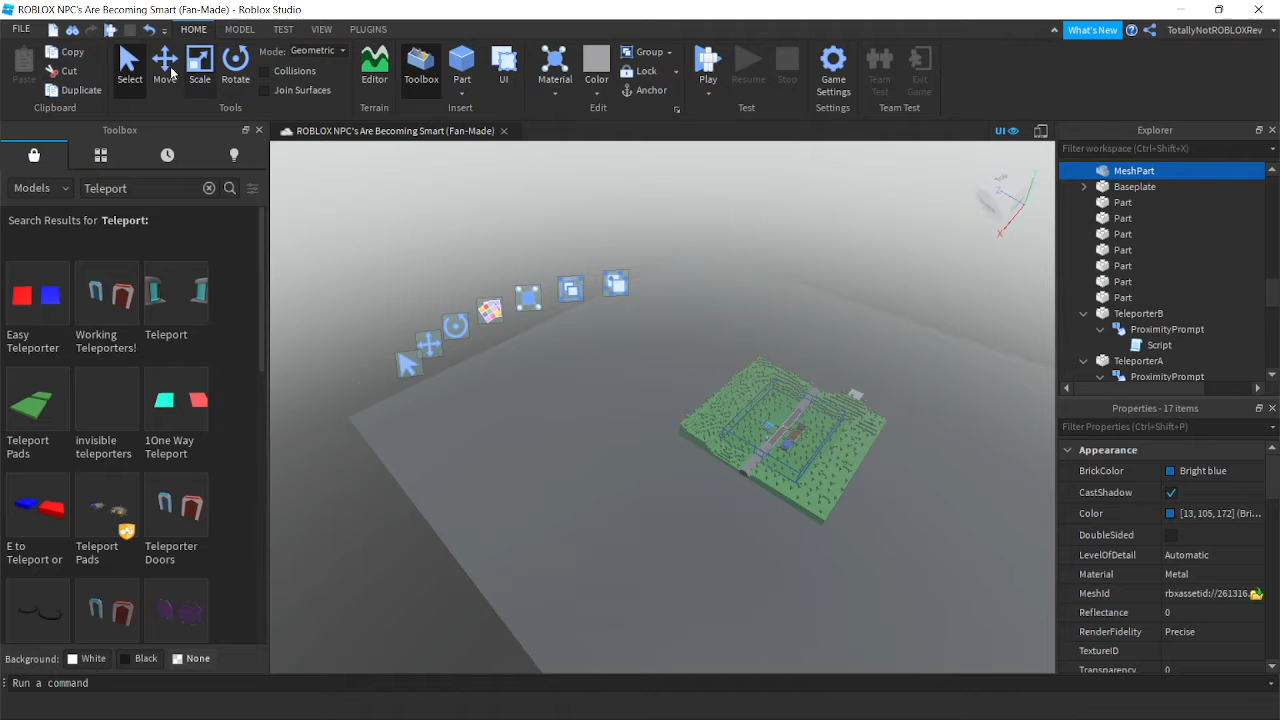 ROBLOX NPC's Are Becoming Smart (Fan-Made) - Roblox Studio
FILE
HOME
MODEL
TEST
VIEW
PLUGINS
What's New
TotallyNotROBLOXRev
Paste
Copy
Cut
Duplicate
Clipboard
Select
Move
Scale
Rotate
Mode: Geometric
Collisions
Join Surfaces
Tools
Editor
Terrain
Toolbox
Part
UI
Insert
Material
Color
Group
Lock
Anchor
Edit
Play
Resume
Stop
Test
Game
Settings
Settings
Team
Test
Exit
Game
Team Test
Toolbox
ROBLOX NPC's Are Becoming Smart (Fan-Made)
UI
Explorer
Filter workspace (Ctrl+Shift+X)
Models
Teleport
Search Results for Teleport:
Easy
Teleporter
Working
Teleporters!
Teleport
Teleport
Pads
invisible
teleporters
1One Way
Teleport
E to
Teleport or
Teleport
Pads
Teleporter
Doors
Background:
White
Black
None
Y
Z
X
MeshPart
Baseplate
Part
Part
Part
Part
Part
Part
Part
TeleporterB
ProximityPrompt
Script
TeleporterA
ProximityPrompt
Properties - 17 items
Filter Properties (Ctrl+Shift+P)
Appearance
BrickColor Bright blue
CastShadow
Color [13, 105, 172] (Bri...
DoubleSided
LevelOfDetail Automatic
Material Metal
MeshId rbxassetid://261316...
Reflectance 0
RenderFidelity Precise
TextureID
Transparency 0
Run a command